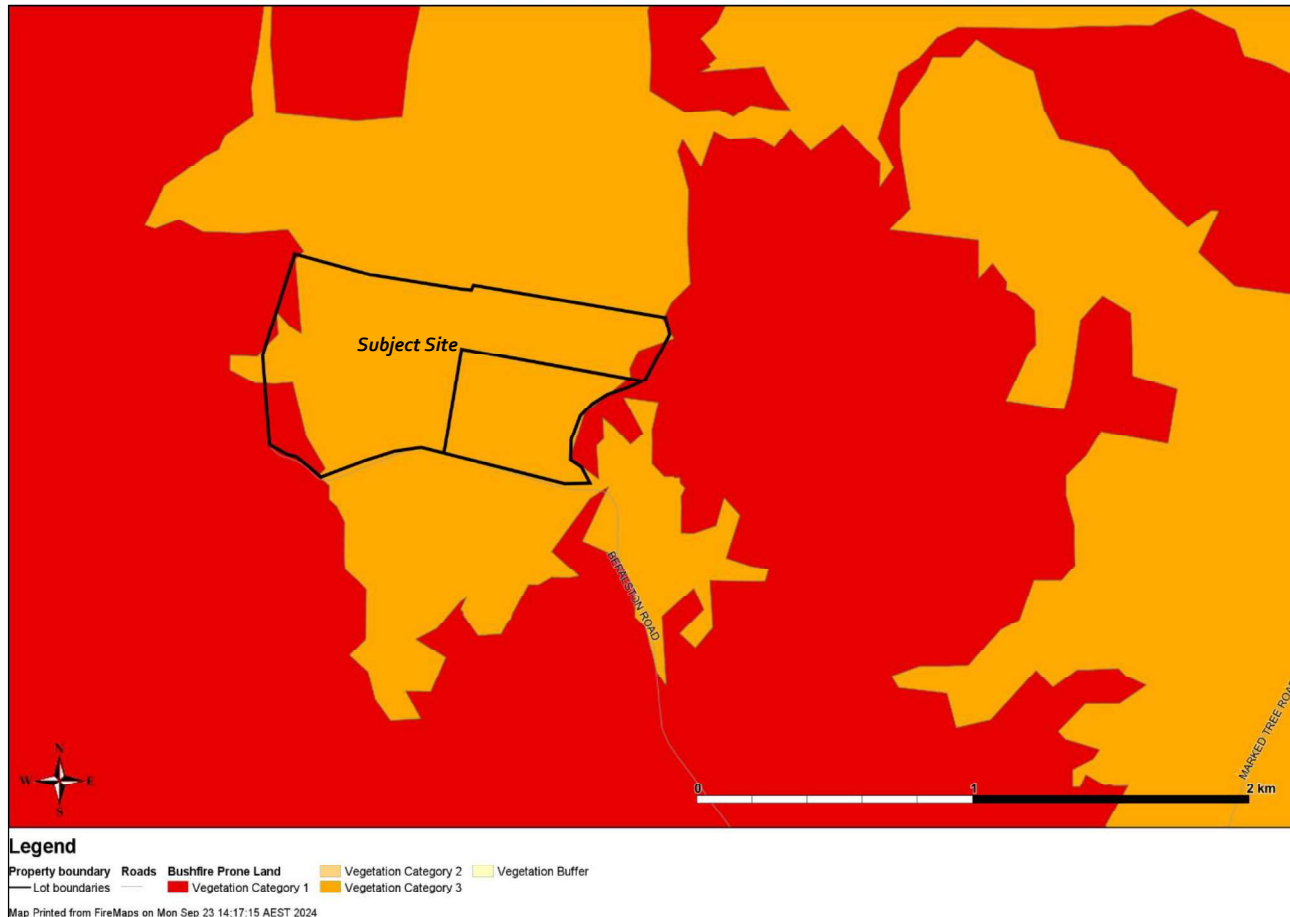 Subject Site
BERALSTON ROAD
MARKED TREE ROAD
N
W E
S
0 1 2 km
Legend
Property boundary Roads Bushfire Prone Land Vegetation Category 2 Vegetation Buffer
Lot boundaries Vegetation Category 1 Vegetation Category 3
Map Printed from FireMaps on Mon Sep 23 14:17:15 AEST 2024